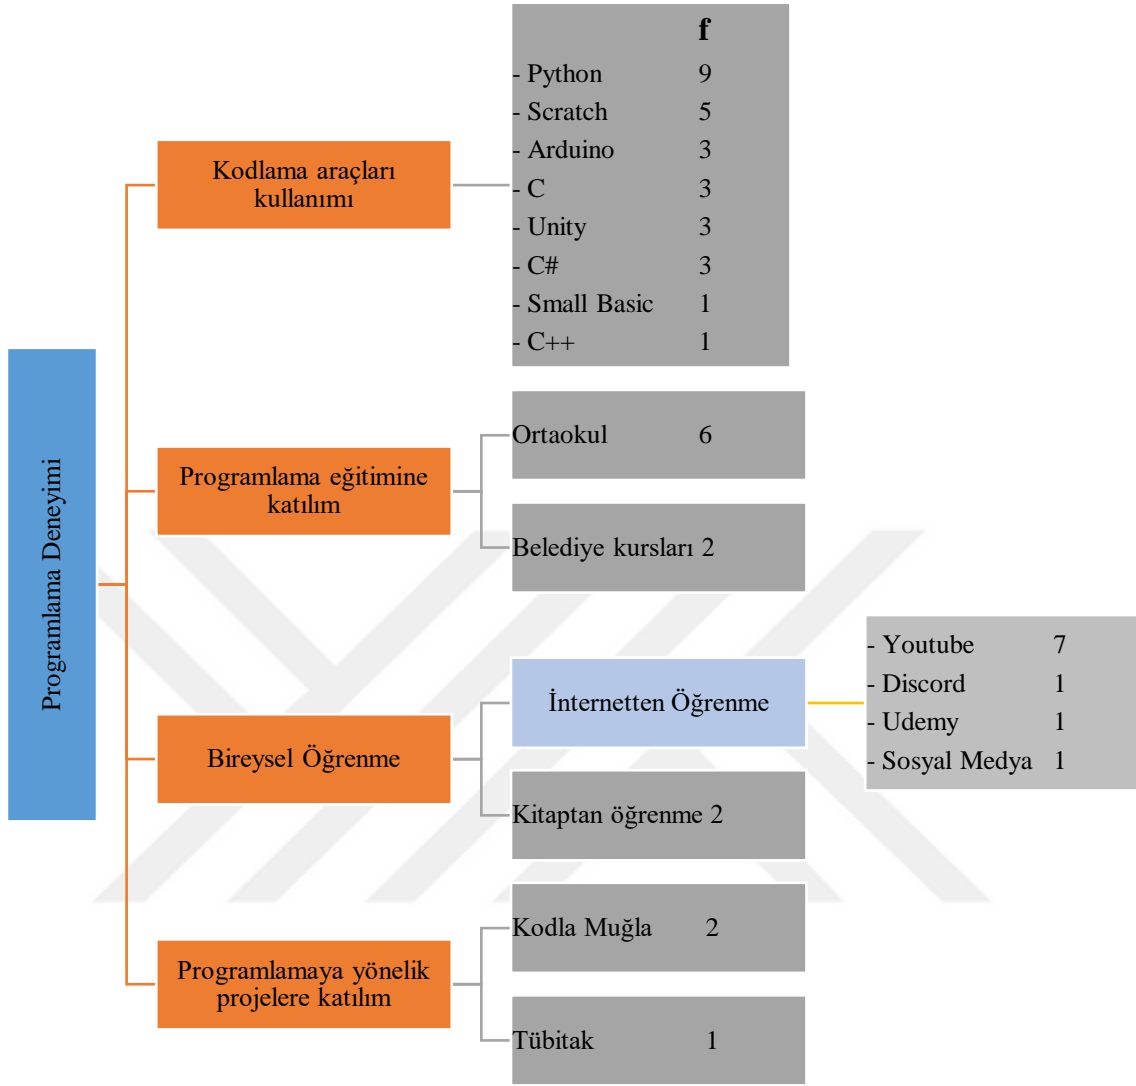 Programlama Deneyimi
Kodlama araçları
kullanımı
f
- Python 9
- Scratch 5
- Arduino 3
- C 3
- Unity 3
- C# 3
- Small Basic 1
- C++ 1
Programlama eğitimine
katılım
Ortaokul 6
Belediye kursları 2
Bireysel Öğrenme
İnternetten Öğrenme
- Youtube 7
- Discord 1
- Udemy 1
- Sosyal Medya 1
Kitaptan öğrenme 2
Programlamaya yönelik
projelere katılım
Kodla Muğla 2
Tübitak 1